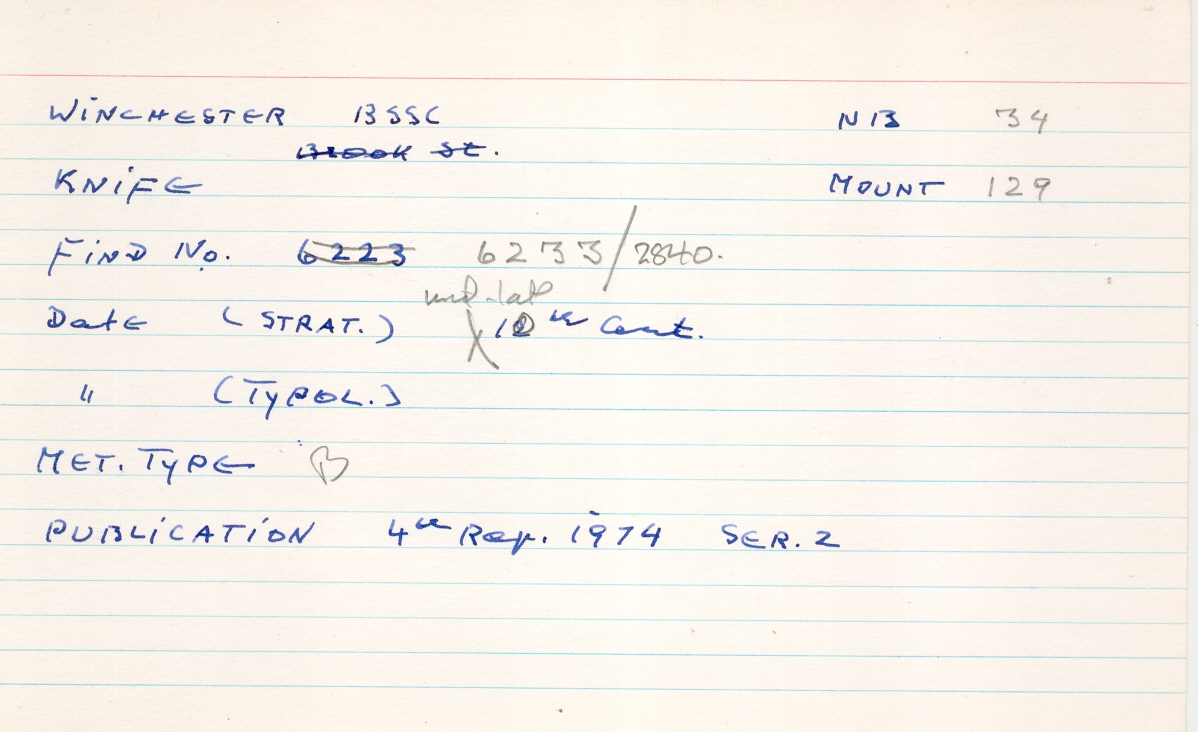 WINCHESTER BSSC NB 34
Brook St.
KNIFE MOUNT 129
FIND No. 6223 6233/2840.
mid-late
Date (STRAT.) 10th Cent.
" (TYPOL.)
MET. TYPE B
PUBLICATION 4th Rep. 1974 SER. 2